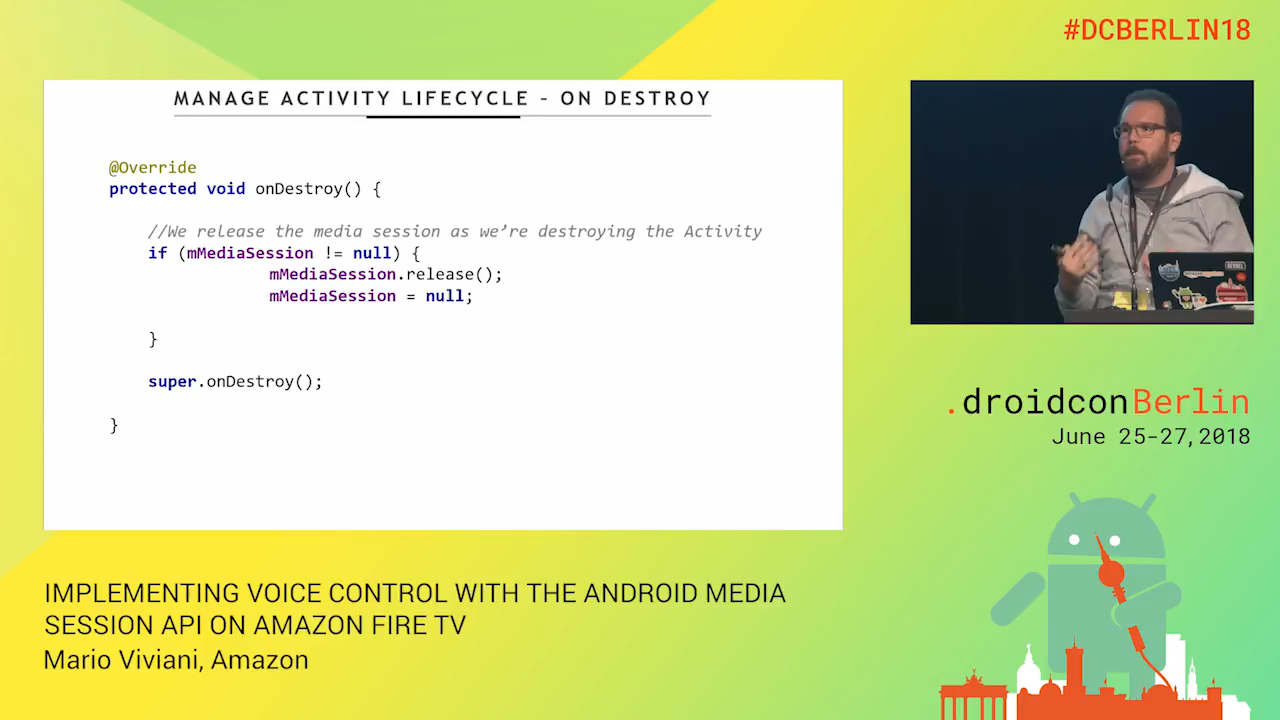 #DCBERLIN18
MANAGE ACTIVITY LIFECYCLE - ON DESTROY
@Override
protected void onDestroy() {
//We release the media session as we’re destroying the Activity
if (mMediaSession != null) {
mMediaSession.release();
mMediaSession = null;
}
super.onDestroy();
}
.droidconBerlin
June 25-27,2018
IMPLEMENTING VOICE CONTROL WITH THE ANDROID MEDIA
SESSION API ON AMAZON FIRE TV
Mario Viviani, Amazon